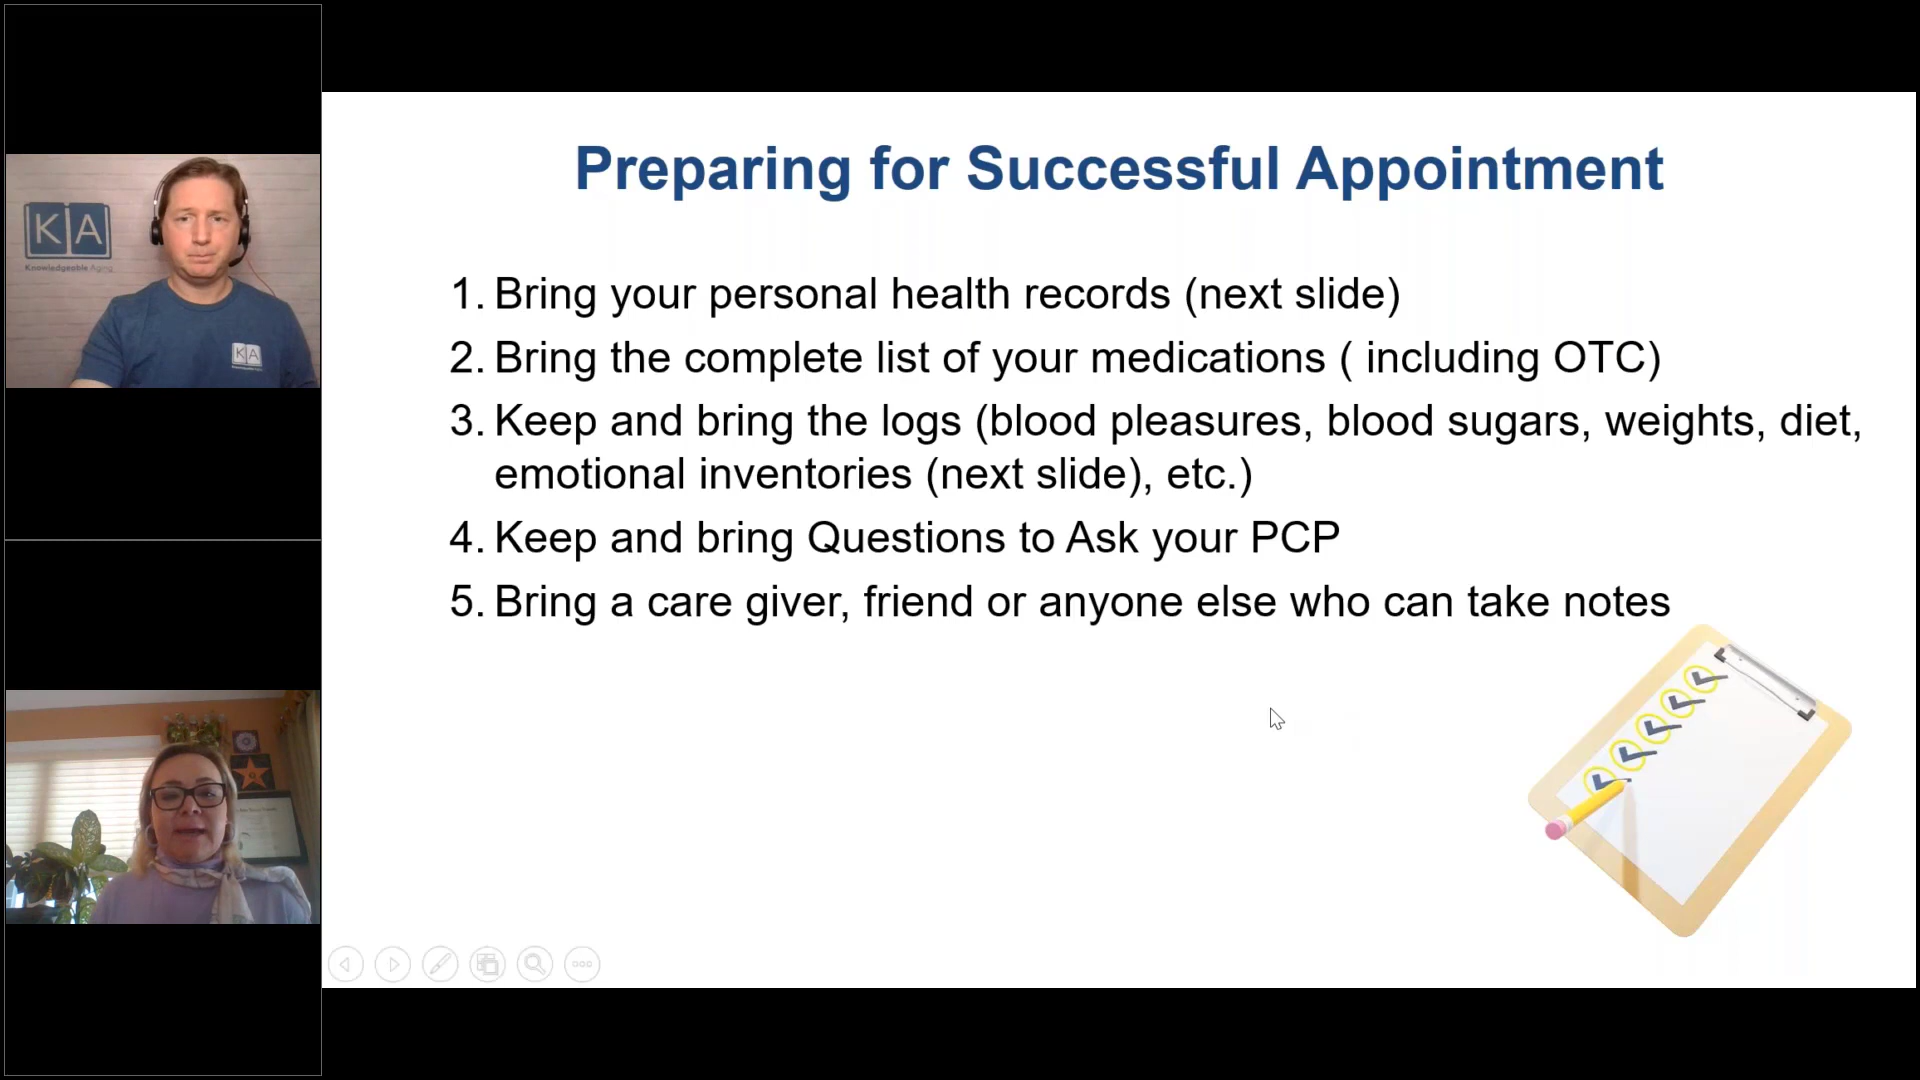 K A
Knowledgeable Aging
K A
Preparing for Successful Appointment
1. Bring your personal health records (next slide)
2. Bring the complete list of your medications ( including OTC)
3. Keep and bring the logs (blood pleasures, blood sugars, weights, diet,
emotional inventories (next slide), etc.)
4. Keep and bring Questions to Ask your PCP
5. Bring a care giver, friend or anyone else who can take notes